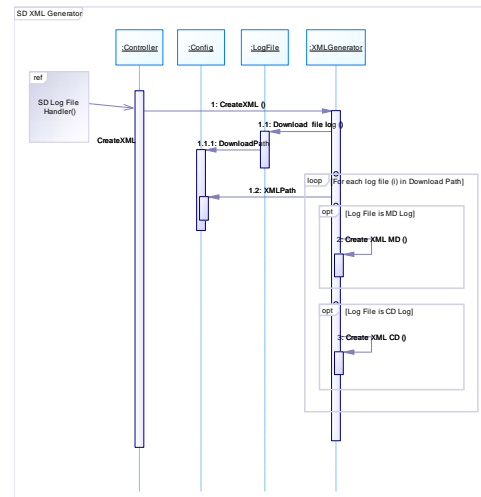 SD XML Generator
:Controller
:Config
:LogFile
:XMLGenerator
ref
SD Log File
Handler()
CreateXML
1: CreateXML ()
1.1: Download file log ()
1.1.1: DownloadPath
loop
[For each log file (i) in Download Path]
1.2: XMLPath
opt
[Log File is MD Log]
2: Create XML MD ()
opt
[Log File is CD Log]
3: Create XML CD ()